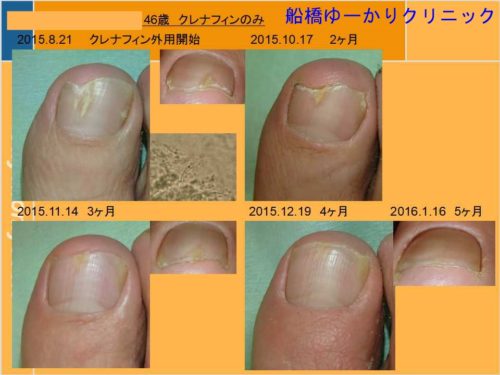 46歳　クレナフィンのみ
船橋ゆーかりクリニック
2015.8.21　クレナフィン外用開始
2015.10.17　2ヶ月
2015.11.14　3ヶ月
2015.12.19　4ヶ月
2016.1.16　5ヶ月